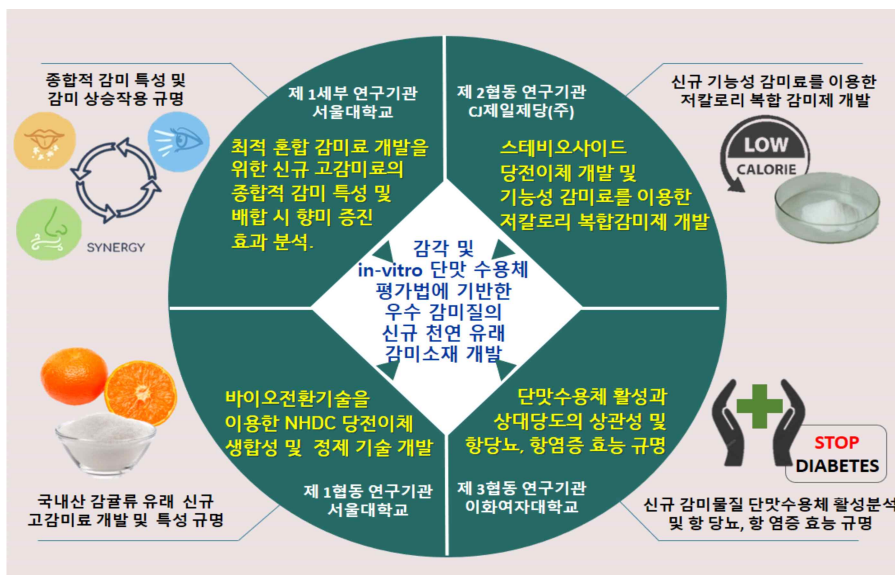 종합적 감미 특성 및
감미 상승작용 규명
SYNERGY
제 1세부 연구기관
서울대학교
최적 혼합 감미료 개발을
위한 신규 고감미료의
종합적 감미 특성 및
배합 시 향미 증진
효과 분석.
제 2협동 연구기관
CJ제일제당(주)
스테비오사이드
당전이체 개발 및
기능성 감미료를 이용한
저칼로리 복합감미제 개발
신규 기능성 감미료를 이용한
저칼로리 복합 감미제 개발
LOW
CALORIE
감각 및
in-vitro 단맛 수용체
평가법에 기반한
우수 감미질의
신규 천연 유래
감미소재 개발
바이오전환기술을
이용한 NHDC 당전이체
생합성 및 정제 기술 개발
제 1협동 연구기관
서울대학교
국내산 감귤류 유래 신규
고감미료 개발 및 특성 규명
단맛수용체 활성과
상대당도의 상관성 및
항당뇨, 항염증 효능 규명
제 3협동 연구기관
이화여자대학교
STOP
DIABETES
신규 감미물질 단맛수용체 활성분석
및 항 당뇨, 항 염증 효능 규명